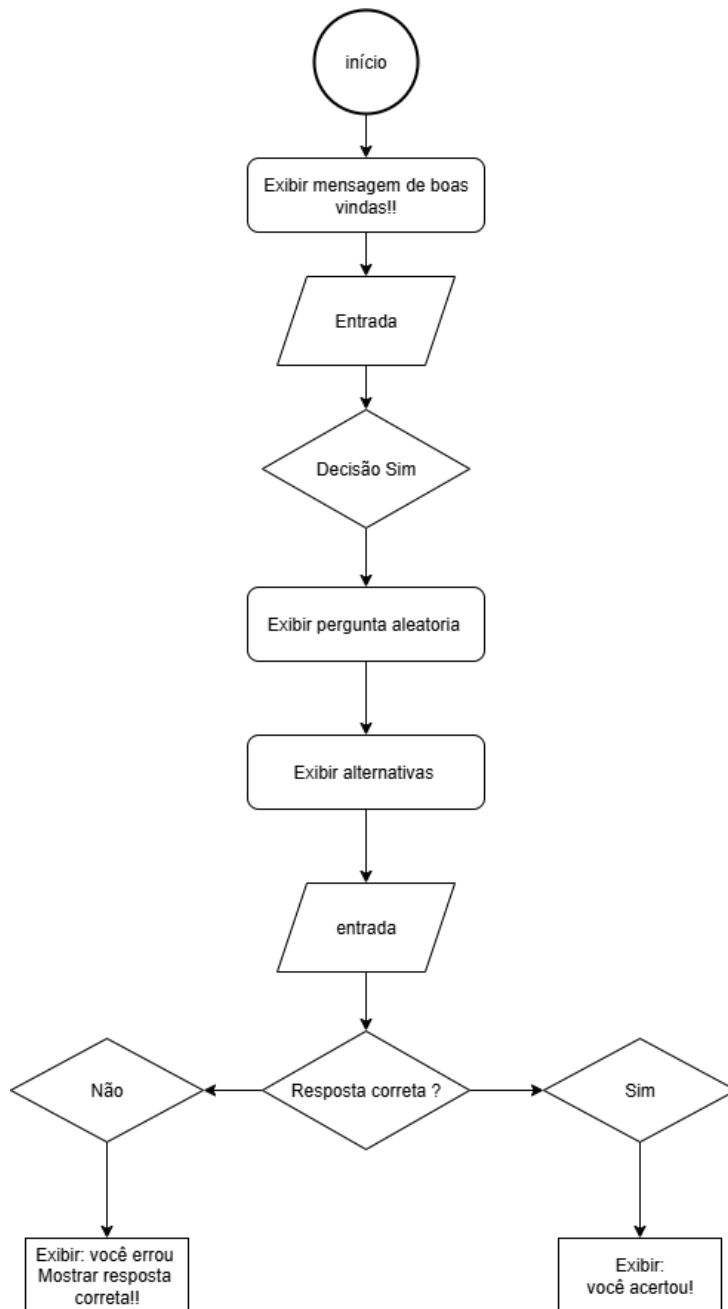 início
Exibir mensagem de boas
vindas!!
Entrada
Decisão Sim
Exibir pergunta aleatoria
Exibir alternativas
entrada
Não
Resposta correta ?
Sim
Exibir: você errou
Mostrar resposta
correta!!
Exibir:
você acertou!